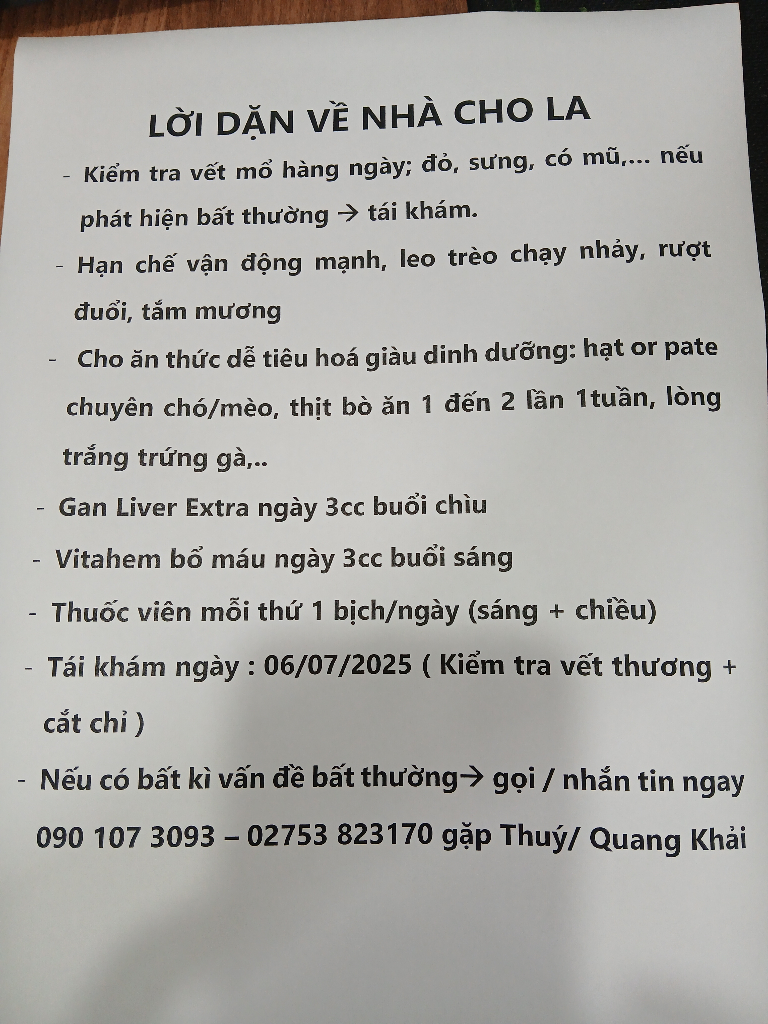 LỜI DẶN VỀ NHÀ CHO LA
- Kiểm tra vết mổ hàng ngày; đỏ, sưng, có mũ,... nếu
phát hiện bất thường → tái khám.
- Hạn chế vận động mạnh, leo trèo chạy nhảy, rượt
đuổi, tắm mương
- Cho ăn thức dễ tiêu hoá giàu dinh dưỡng: hạt or pate
chuyên chó/mèo, thịt bò ăn 1 đến 2 lần 1tuần, lòng
trắng trứng gà,..
- Gan Liver Extra ngày 3cc buổi chìu
- Vitahem bổ máu ngày 3cc buổi sáng
- Thuốc viên mỗi thứ 1 bịch/ngày (sáng + chiều)
- Tái khám ngày : 06/07/2025 ( Kiểm tra vết thương +
cắt chỉ )
- Nếu có bất kì vấn đề bất thường→ gọi / nhắn tin ngay
090 107 3093 – 02753 823170 gặp Thuý/ Quang Khải